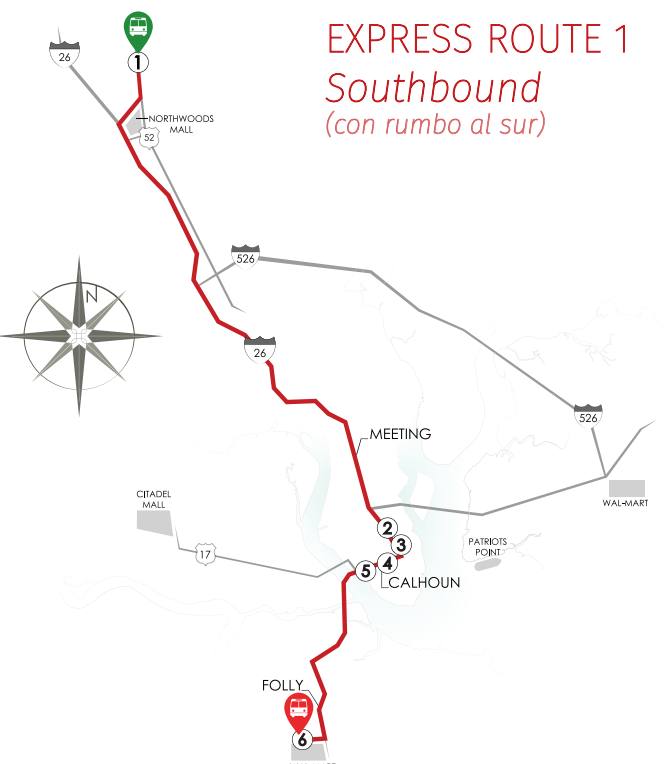 EXPRESS ROUTE 1
Southbound
(con rumbo al sur)
26
1
NORTHWOODS
MALL
52
526
N
26
526
MEETING
WAL-MART
CITADEL
MALL
2
3
PATRIOTS
POINT
17
4
5
CALHOUN
FOLLY
6